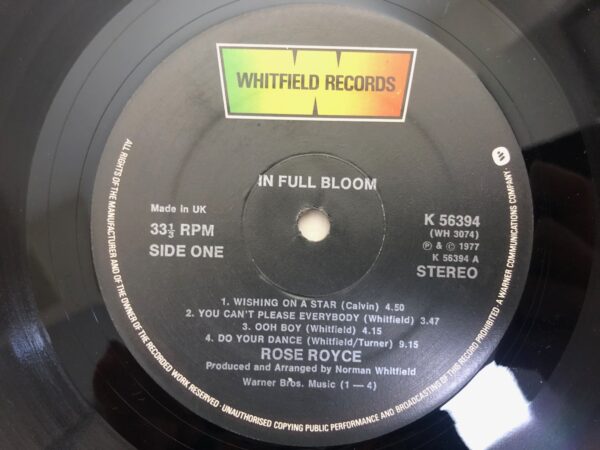 WHITFIELD RECORDS
IN FULL BLOOM
Made in UK
33⅓ RPM
SIDE ONE
K 56394
(WH 3074)
℗ & © 1977
K 56394 A
STEREO
1. WISHING ON A STAR (Calvin) 4.50
2. YOU CAN'T PLEASE EVERYBODY (Whitfield) 3.47
3. OOH BOY (Whitfield) 4.15
4. DO YOUR DANCE (Whitfield/Turner) 9.15
ROSE ROYCE
Produced and Arranged by Norman Whitfield
Warner Bros. Music (1 — 4)
ALL RIGHTS OF THE MANUFACTURER AND OF THE OWNER OF THE RECORDED WORK RESERVED · UNAUTHORISED COPYING PUBLIC PERFORMANCE AND BROADCASTING OF THIS RECORD PROHIBITED A WARNER COMMUNICATIONS COMPANY.